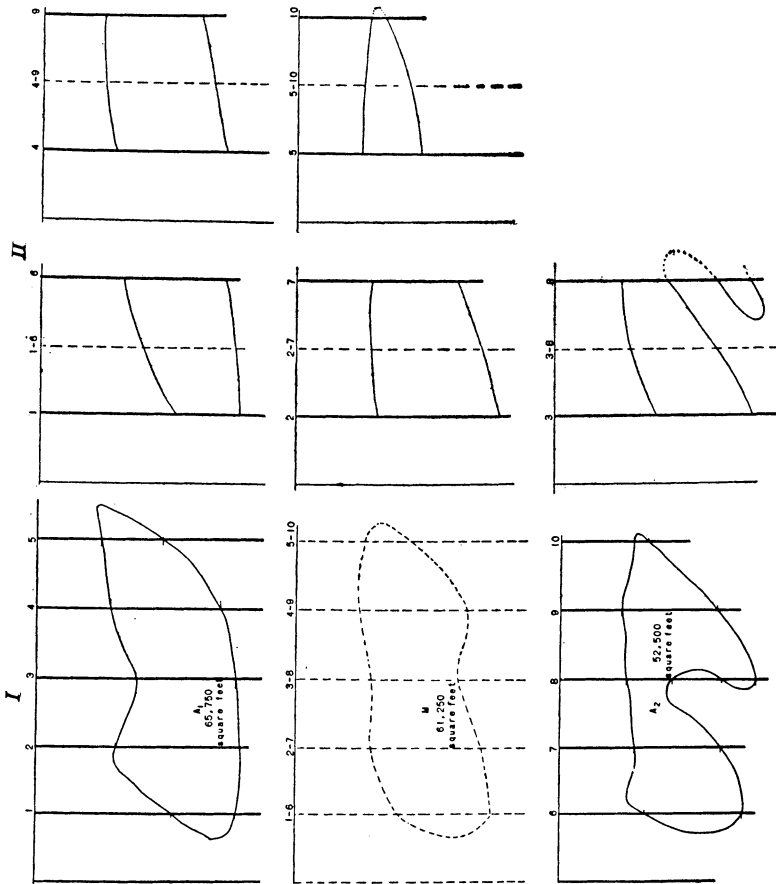 I
II
1 2 3 4 5
A1
65,750
square feet
1-6 2-7 3-8 4-9 5-10
M
61,250
square feet
6 7 8 9 10
A2
52,500
square feet
1 1-6 6
2 2-7 7
3 3-8 8
4 4-9 9
5 5-10 10